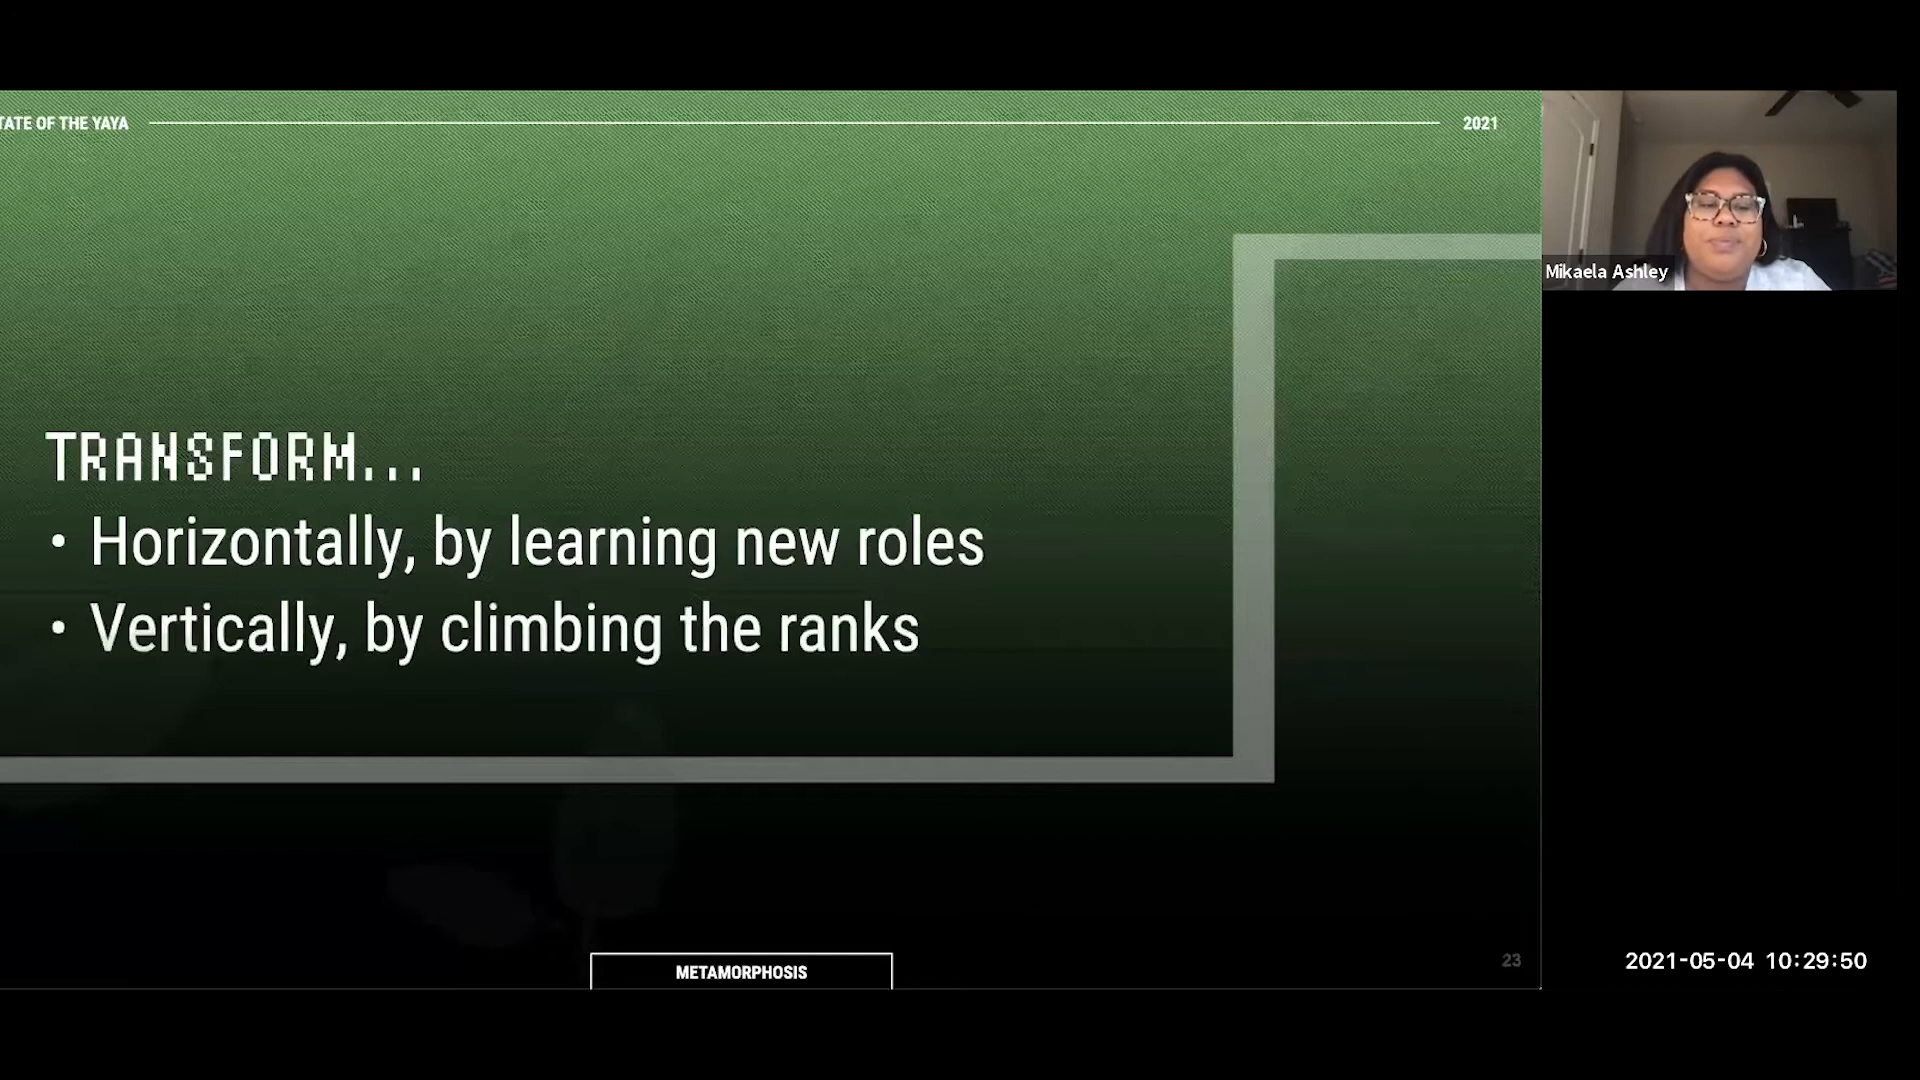 TATE OF THE YAYA
2021
TRANSFORM...
• Horizontally, by learning new roles
• Vertically, by climbing the ranks
METAMORPHOSIS
23
Mikaela Ashley
2021-05-04 10:29:50